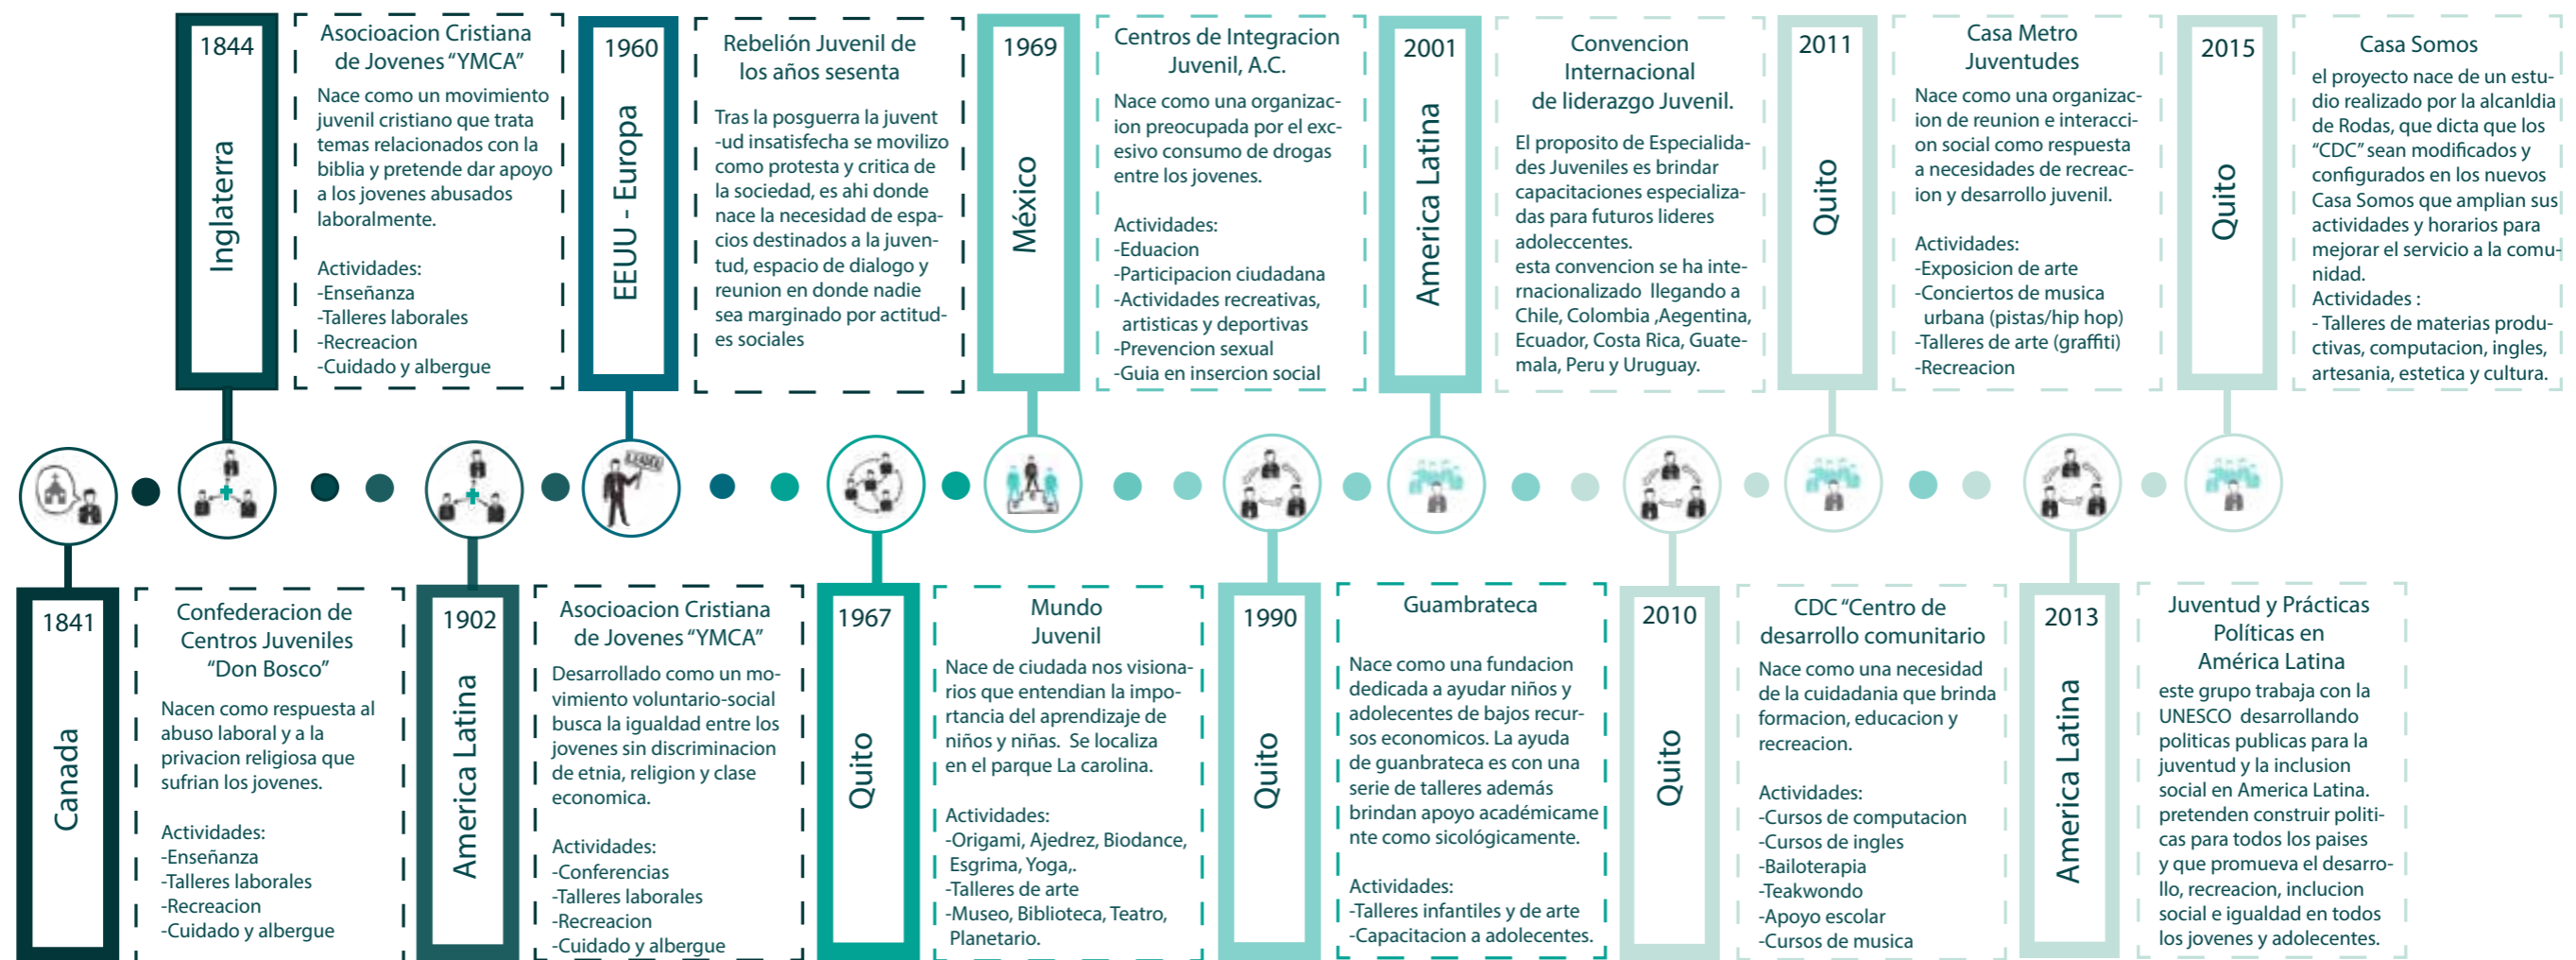 1844
Inglaterra
Asocioacion Cristiana
de Jovenes “YMCA”
Nace como un movimiento
juvenil cristiano que trata
temas relacionados con la
biblia y pretende dar apoyo
a los jovenes abusados
laboralmente.
Actividades:
-Enseñanza
-Talleres laborales
-Recreacion
-Cuidado y albergue
1960
EEUU - Europa
Rebelión Juvenil de
los años sesenta
Tras la posguerra la juvent
-ud insatisfecha se movilizo
como protesta y critica de
la sociedad, es ahi donde
nace la necesidad de espa-
cios destinados a la juven-
tud, espacio de dialogo y
reunion en donde nadie
sea marginado por actitud-
es sociales
1969
México
Centros de Integracion
Juvenil, A.C.
Nace como una organizac-
ion preocupada por el exc-
esivo consumo de drogas
entre los jovenes.
Actividades:
-Eduacion
-Participacion ciudadana
-Actividades recreativas,
artisticas y deportivas
-Prevencion sexual
-Guia en insercion social
2001
America Latina
Convencion
Internacional
de liderazgo Juvenil.
El proposito de Especialida-
des Juveniles es brindar
capacitaciones especializa-
das para futuros lideres
adoleccentes.
esta convencion se ha inte-
rnacionalizado llegando a
Chile, Colombia ,Aegentina,
Ecuador, Costa Rica, Guate-
mala, Peru y Uruguay.
2011
Quito
Casa Metro
Juventudes
Nace como una organizac-
ion de reunion e interacci-
on social como respuesta
a necesidades de recreac-
ion y desarrollo juvenil.
Actividades:
-Exposicion de arte
-Conciertos de musica
urbana (pistas/hip hop)
-Talleres de arte (graffiti)
-Recreacion
2015
Quito
Casa Somos
el proyecto nace de un estu-
dio realizado por la alcanldia
de Rodas, que dicta que los
“CDC” sean modificados y
configurados en los nuevos
Casa Somos que amplian sus
actividades y horarios para
mejorar el servicio a la comu-
nidad.
Actividades :
- Talleres de materias produ-
ctivas, computacion, ingles,
artesania, estetica y cultura.
1841
Canada
Confederacion de
Centros Juveniles
“Don Bosco”
Nacen como respuesta al
abuso laboral y a la
privacion religiosa que
sufrian los jovenes.
Actividades:
-Enseñanza
-Talleres laborales
-Recreacion
-Cuidado y albergue
1902
America Latina
Asocioacion Cristiana
de Jovenes “YMCA”
Desarrollado como un mo-
vimiento voluntario-social
busca la igualdad entre los
jovenes sin discriminacion
de etnia, religion y clase
economica.
Actividades:
-Conferencias
-Talleres laborales
-Recreacion
-Cuidado y albergue
1967
Quito
Mundo
Juvenil
Nace de ciudada nos visiona-
rios que entendian la impo-
rtancia del aprendizaje de
niños y niñas. Se localiza
en el parque La carolina.
Actividades:
-Origami, Ajedrez, Biodance,
Esgrima, Yoga,.
-Talleres de arte
-Museo, Biblioteca, Teatro,
Planetario.
1990
Quito
Guambrateca
Nace como una fundacion
dedicada a ayudar niños y
adolecentes de bajos recur-
sos economicos. La ayuda
de guanbrateca es con una
serie de talleres además
brindan apoyo académicame
nte como sicológicamente.
Actividades:
-Talleres infantiles y de arte
-Capacitacion a adolecentes.
2010
Quito
CDC “Centro de
desarrollo comunitario
Nace como una necesidad
de la cuidadania que brinda
formacion, educacion y
recreacion.
Actividades:
-Cursos de computacion
-Cursos de ingles
-Bailoterapia
-Teakwondo
-Apoyo escolar
-Cursos de musica
2013
America Latina
Juventud y Prácticas
Políticas en
América Latina
este grupo trabaja con la
UNESCO desarrollando
politicas publicas para la
juventud y la inclusion
social en America Latina.
pretenden construir politi-
cas para todos los paises
y que promueva el desarro-
llo, recreacion, inclucion
social e igualdad en todos
los jovenes y adolecentes.